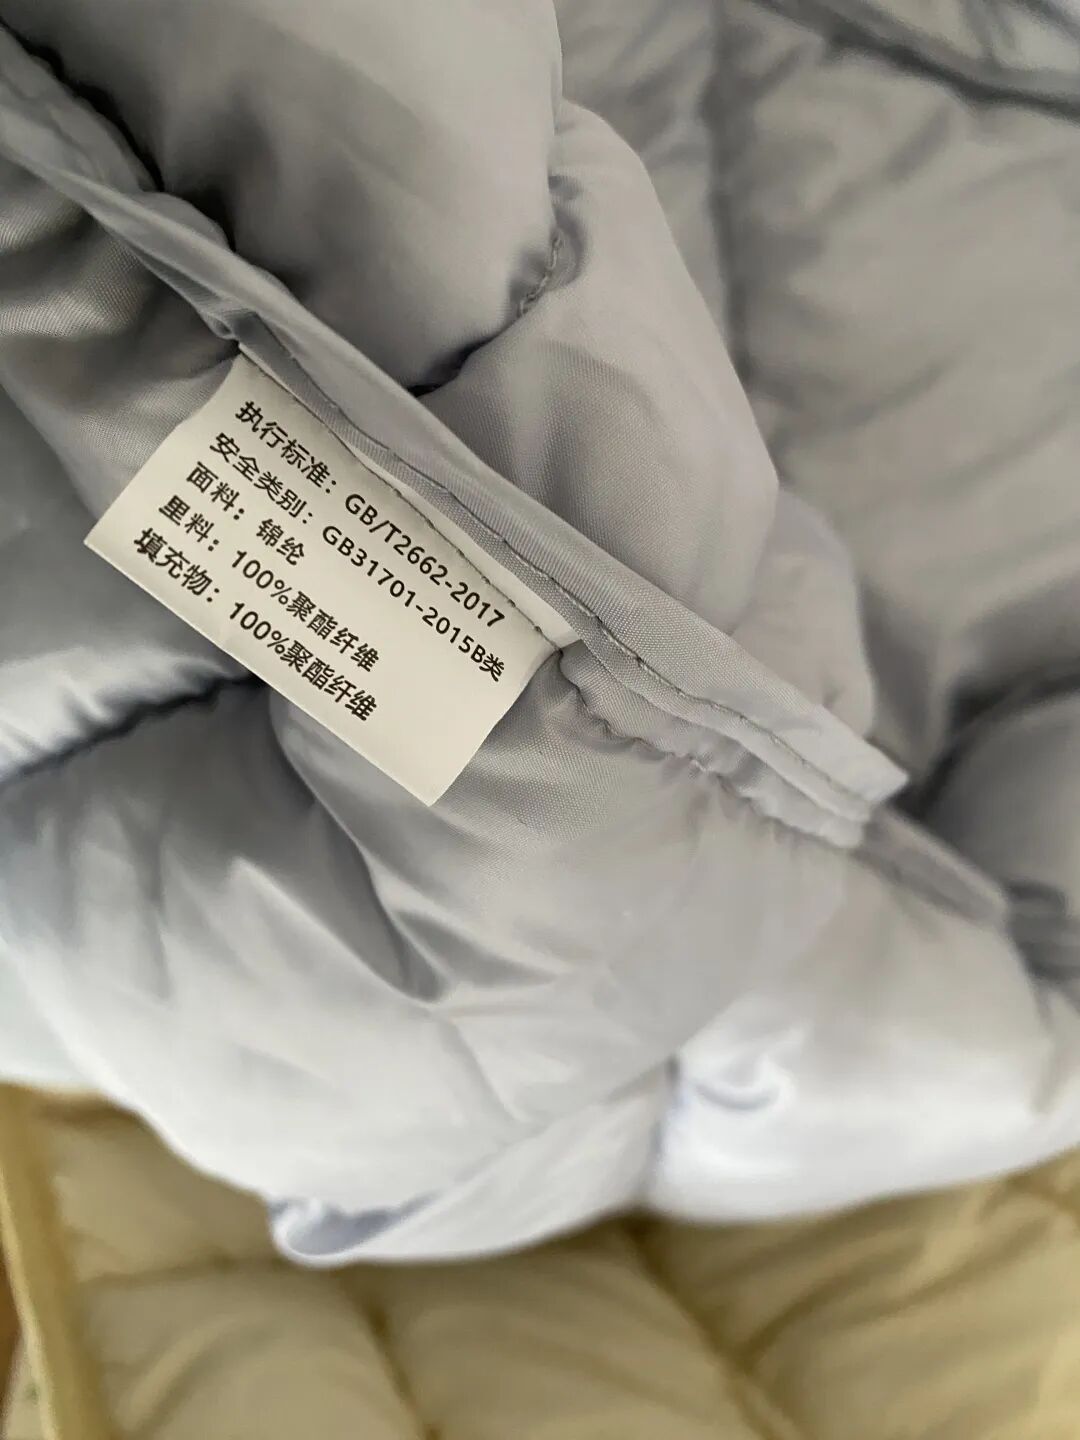 执行标准：GB/T2662-2017
安全类别：GB31701-2015B类
面料：锦纶
里料：100%聚酯纤维
填充物：100%聚酯纤维